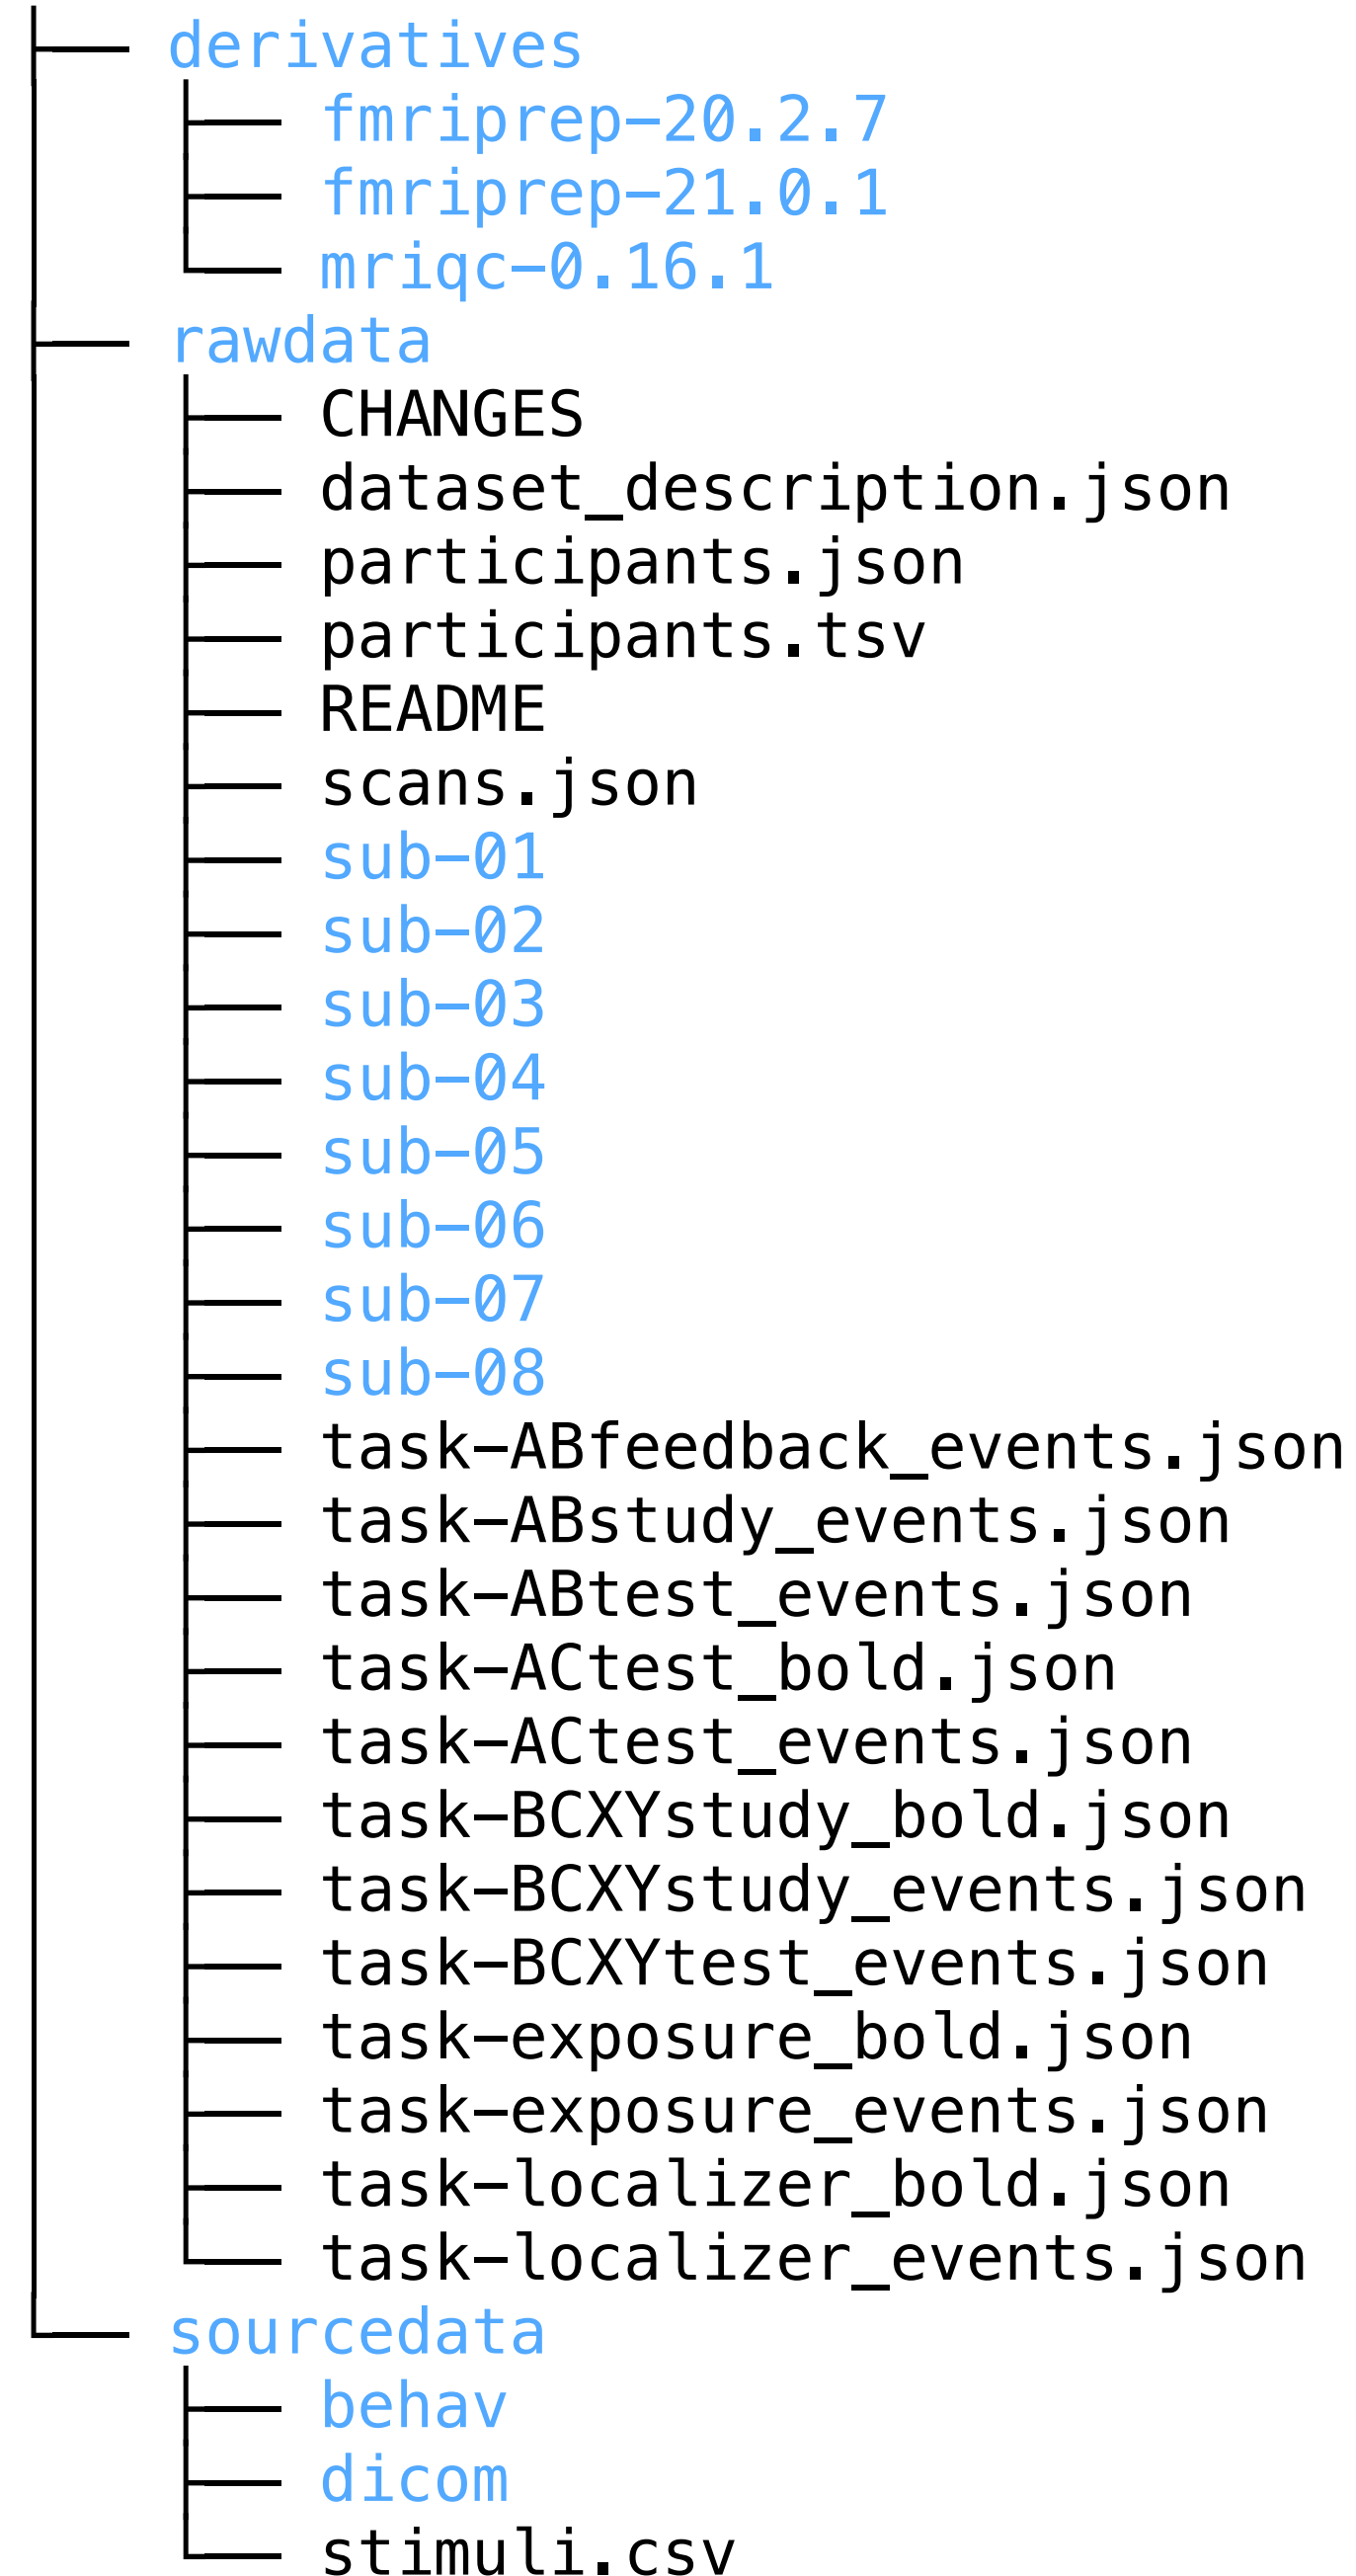 derivatives
fmriprep-20.2.7
fmriprep-21.0.1
mriqc-0.16.1
rawdata
CHANGES
dataset_description.json
participants.json
participants.tsv
README
scans.json
sub-01
sub-02
sub-03
sub-04
sub-05
sub-06
sub-07
sub-08
task-ABfeedback_events.json
task-ABstudy_events.json
task-ABtest_events.json
task-ACtest_bold.json
task-ACtest_events.json
task-BCXYstudy_bold.json
task-BCXYstudy_events.json
task-BCXYtest_events.json
task-exposure_bold.json
task-exposure_events.json
task-localizer_bold.json
task-localizer_events.json
sourcedata
behav
dicom
stimuli.csv